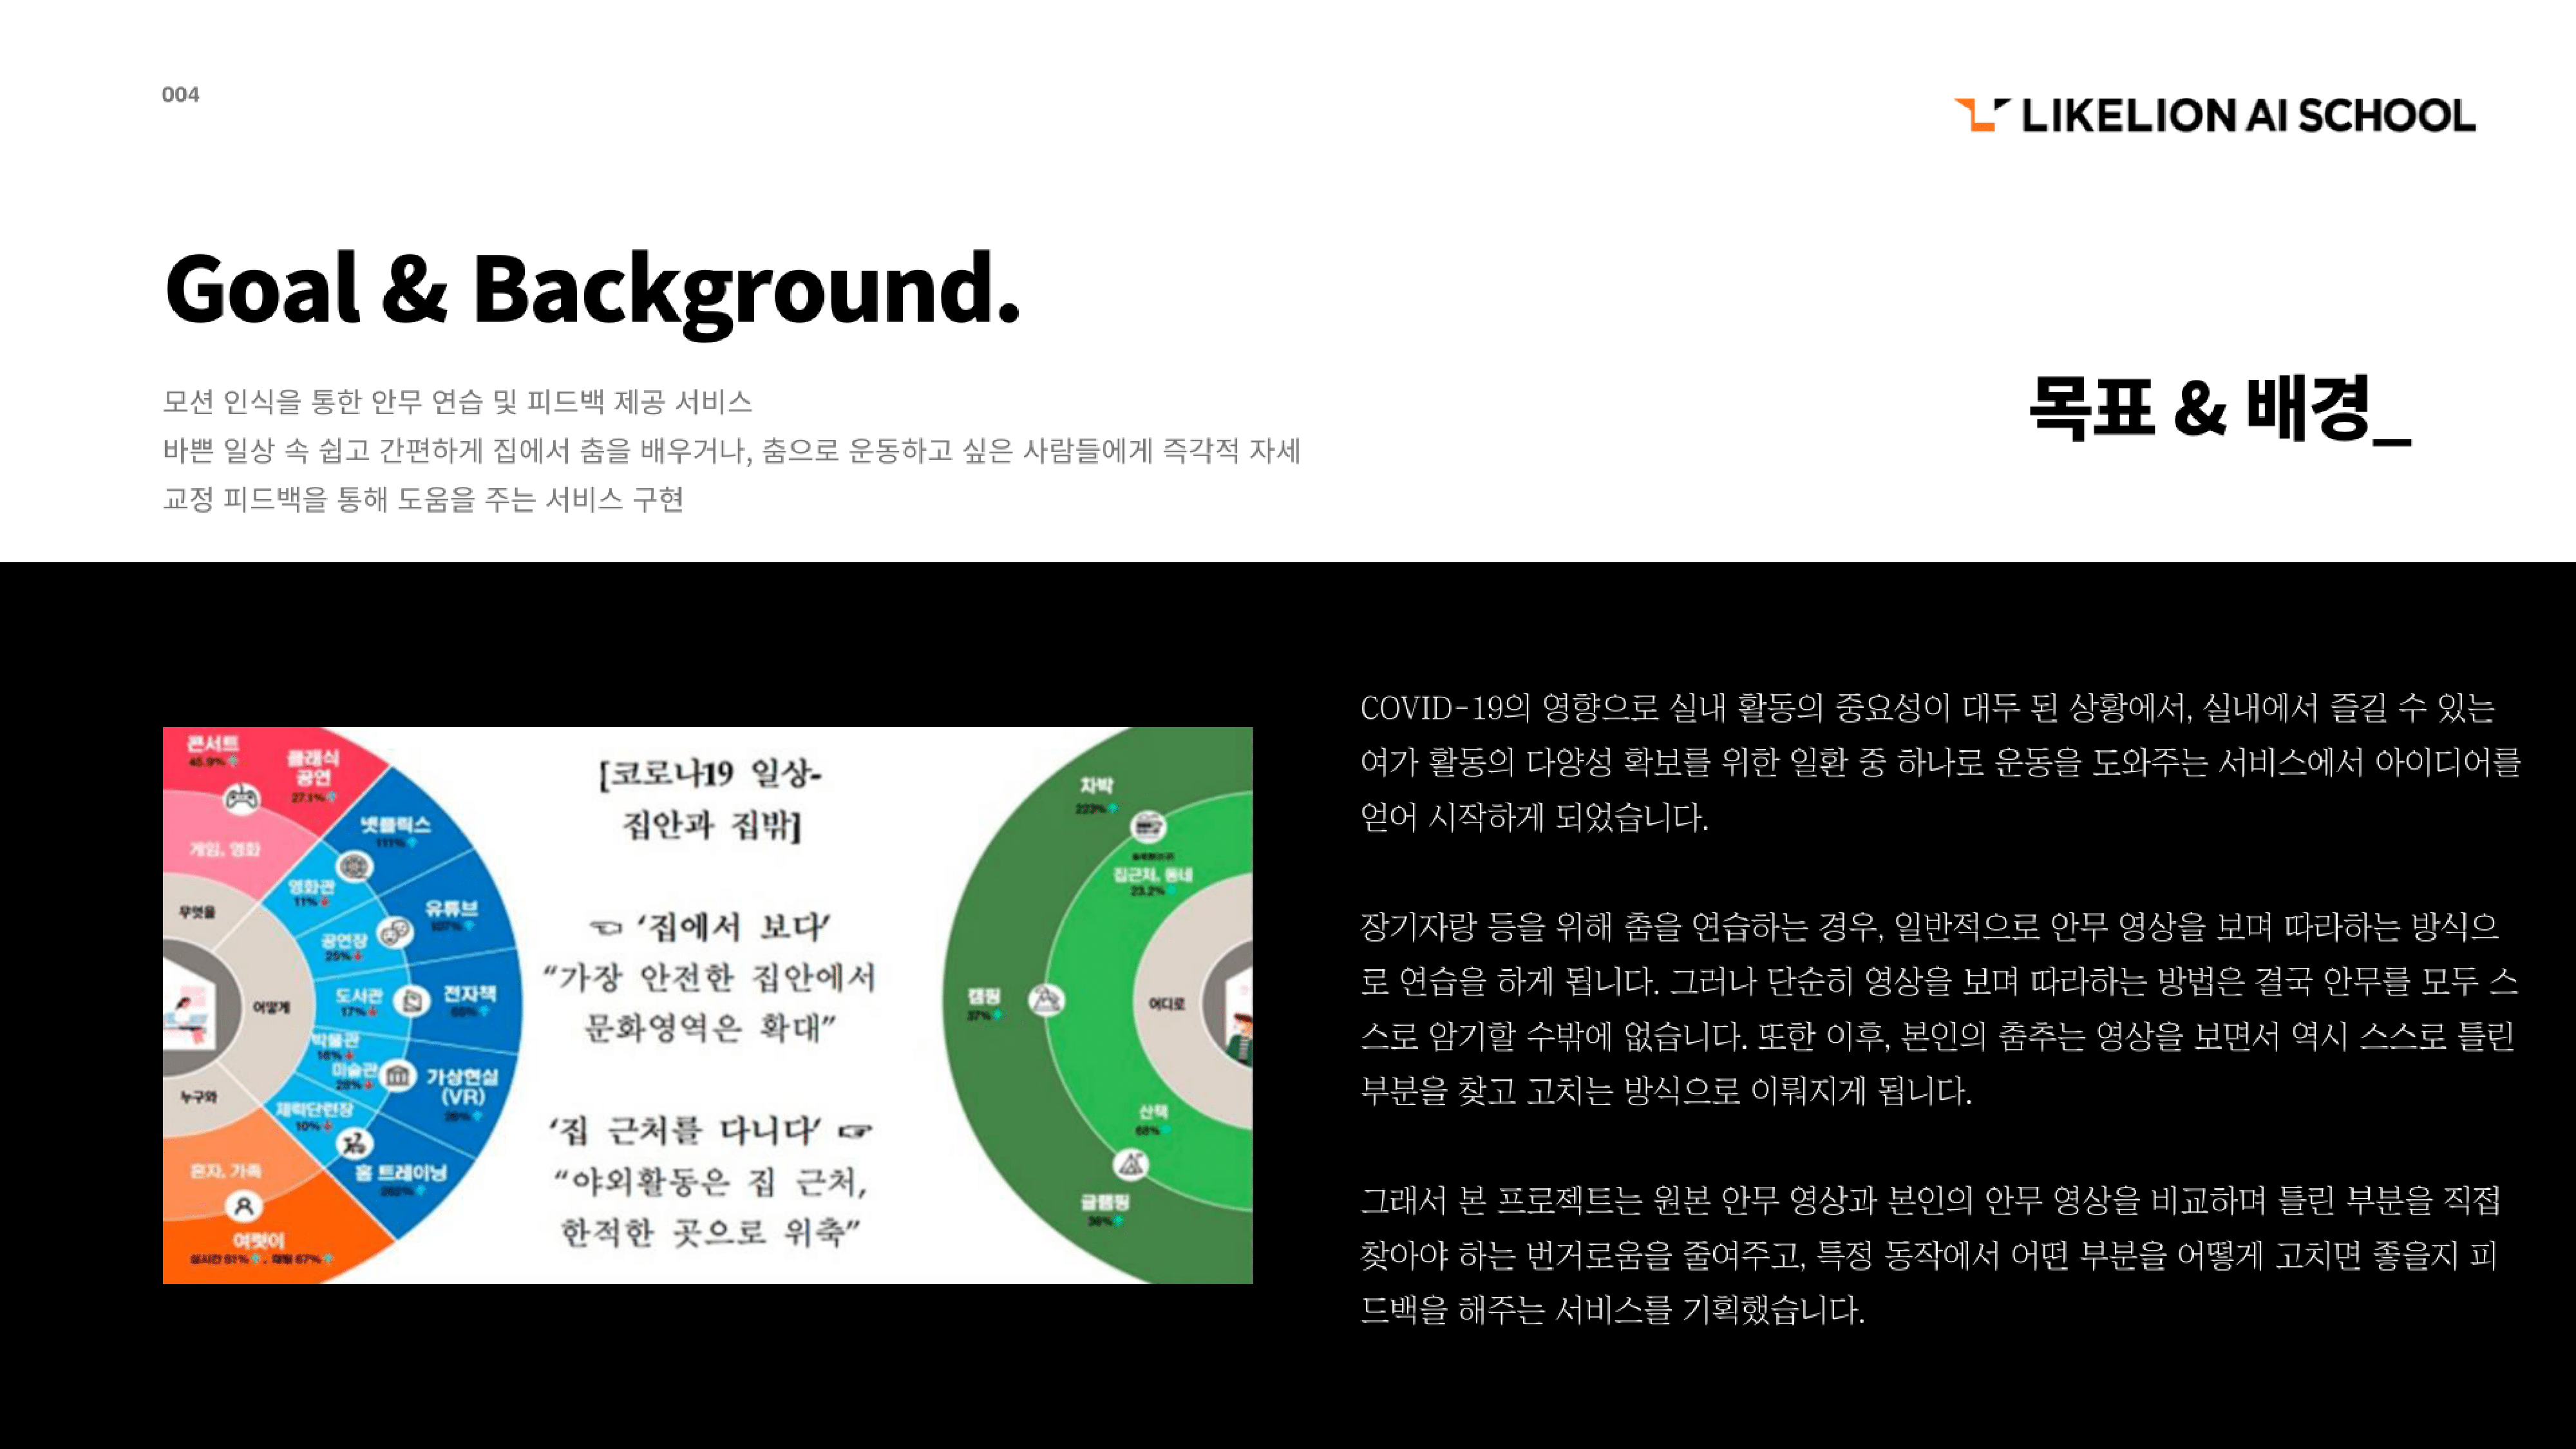 004
LIKELION AI SCHOOL
Goal & Background.
모션 인식을 통한 안무 연습 및 피드백 제공 서비스
바쁜 일상 속 쉽고 간편하게 집에서 춤을 배우거나, 춤으로 운동하고 싶은 사람들에게 즉각적 자세
교정 피드백을 통해 도움을 주는 서비스 구현
목표 & 배경_
콘서트
45.9%
클래식
공연
27.1%
게임, 영화
넷플릭스
111%
영화관
11%
무엇을
유튜브
107%
공연장
25%
도서관
17%
전자책
어떻게
박물관
16%
미술관
28%
가상현실
(VR)
누구와
체력단련장
10%
홈 트레이닝
혼자, 가족
여럿이
실시간 91% , 채팅 67%
[코로나19 일상-
집안과 집밖]
☜ ‘집에서 보다’
“가장 안전한 집안에서
문화영역은 확대”
‘집 근처를 다니다’ ☞
“야외활동은 집 근처,
한적한 곳으로 위축”
차박
223%
집근처, 동네
23.2%
캠핑
37%
어디로
산책
68%
글램핑
36%
COVID-19의 영향으로 실내 활동의 중요성이 대두 된 상황에서, 실내에서 즐길 수 있는
여가 활동의 다양성 확보를 위한 일환 중 하나로 운동을 도와주는 서비스에서 아이디어를
얻어 시작하게 되었습니다.
장기자랑 등을 위해 춤을 연습하는 경우, 일반적으로 안무 영상을 보며 따라하는 방식으
로 연습을 하게 됩니다. 그러나 단순히 영상을 보며 따라하는 방법은 결국 안무를 모두 스
스로 암기할 수밖에 없습니다. 또한 이후, 본인의 춤추는 영상을 보면서 역시 스스로 틀린
부분을 찾고 고치는 방식으로 이뤄지게 됩니다.
그래서 본 프로젝트는 원본 안무 영상과 본인의 안무 영상을 비교하며 틀린 부분을 직접
찾아야 하는 번거로움을 줄여주고, 특정 동작에서 어떤 부분을 어떻게 고치면 좋을지 피
드백을 해주는 서비스를 기획했습니다.